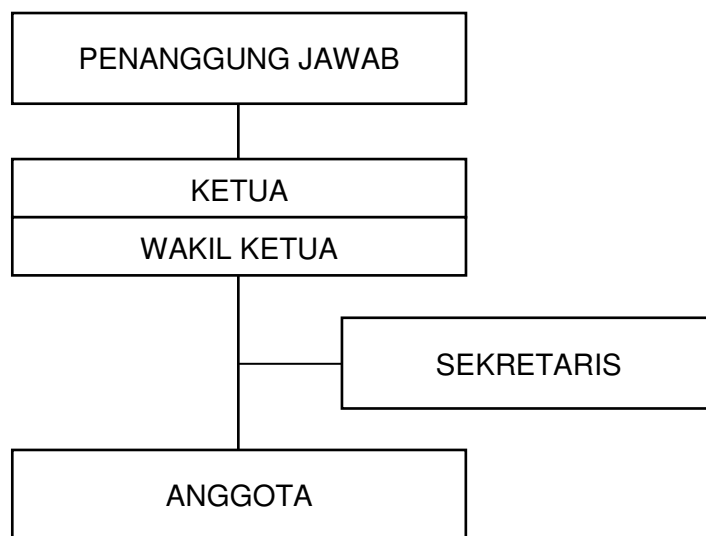 PENANGGUNG JAWAB
KETUA
WAKIL KETUA
SEKRETARIS
ANGGOTA